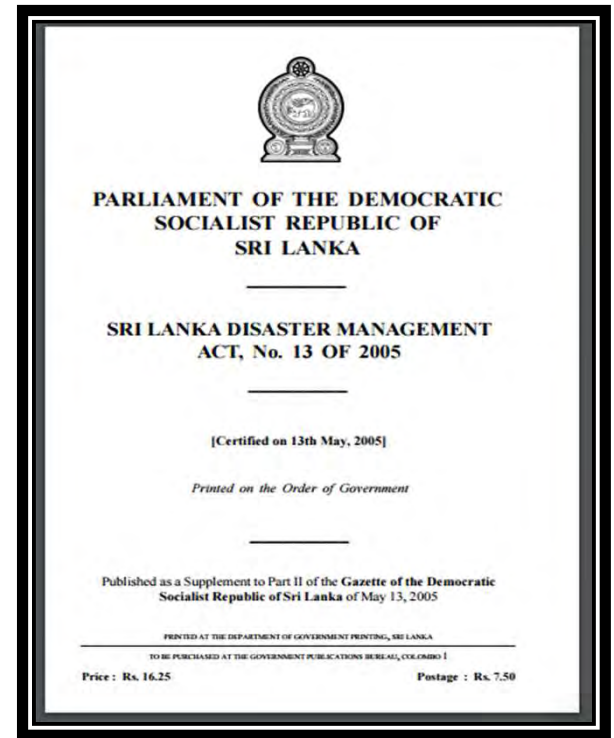 PARLIAMENT OF THE DEMOCRATIC
SOCIALIST REPUBLIC OF
SRI LANKA
SRI LANKA DISASTER MANAGEMENT
ACT, No. 13 OF 2005
[Certified on 13th May, 2005]
Printed on the Order of Government
Published as a Supplement to Part II of the Gazette of the Democratic
Socialist Republic of Sri Lanka of May 13, 2005
PRINTED AT THE DEPARTMENT OF GOVERNMENT PRINTING, SRI LANKA
TO BE PURCHASED AT THE GOVERNMENT PUBLICATIONS BUREAU, COLOMBO 1
Price : Rs. 16.25 Postage : Rs. 7.50